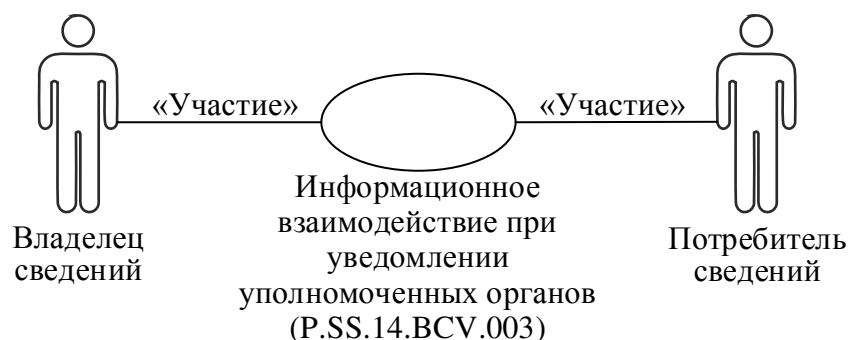 «Участие»
«Участие»
Информационное
взаимодействие при
уведомлении
уполномоченных органов
(P.SS.14.BCV.003)
Владелец
сведений
Потребитель
сведений